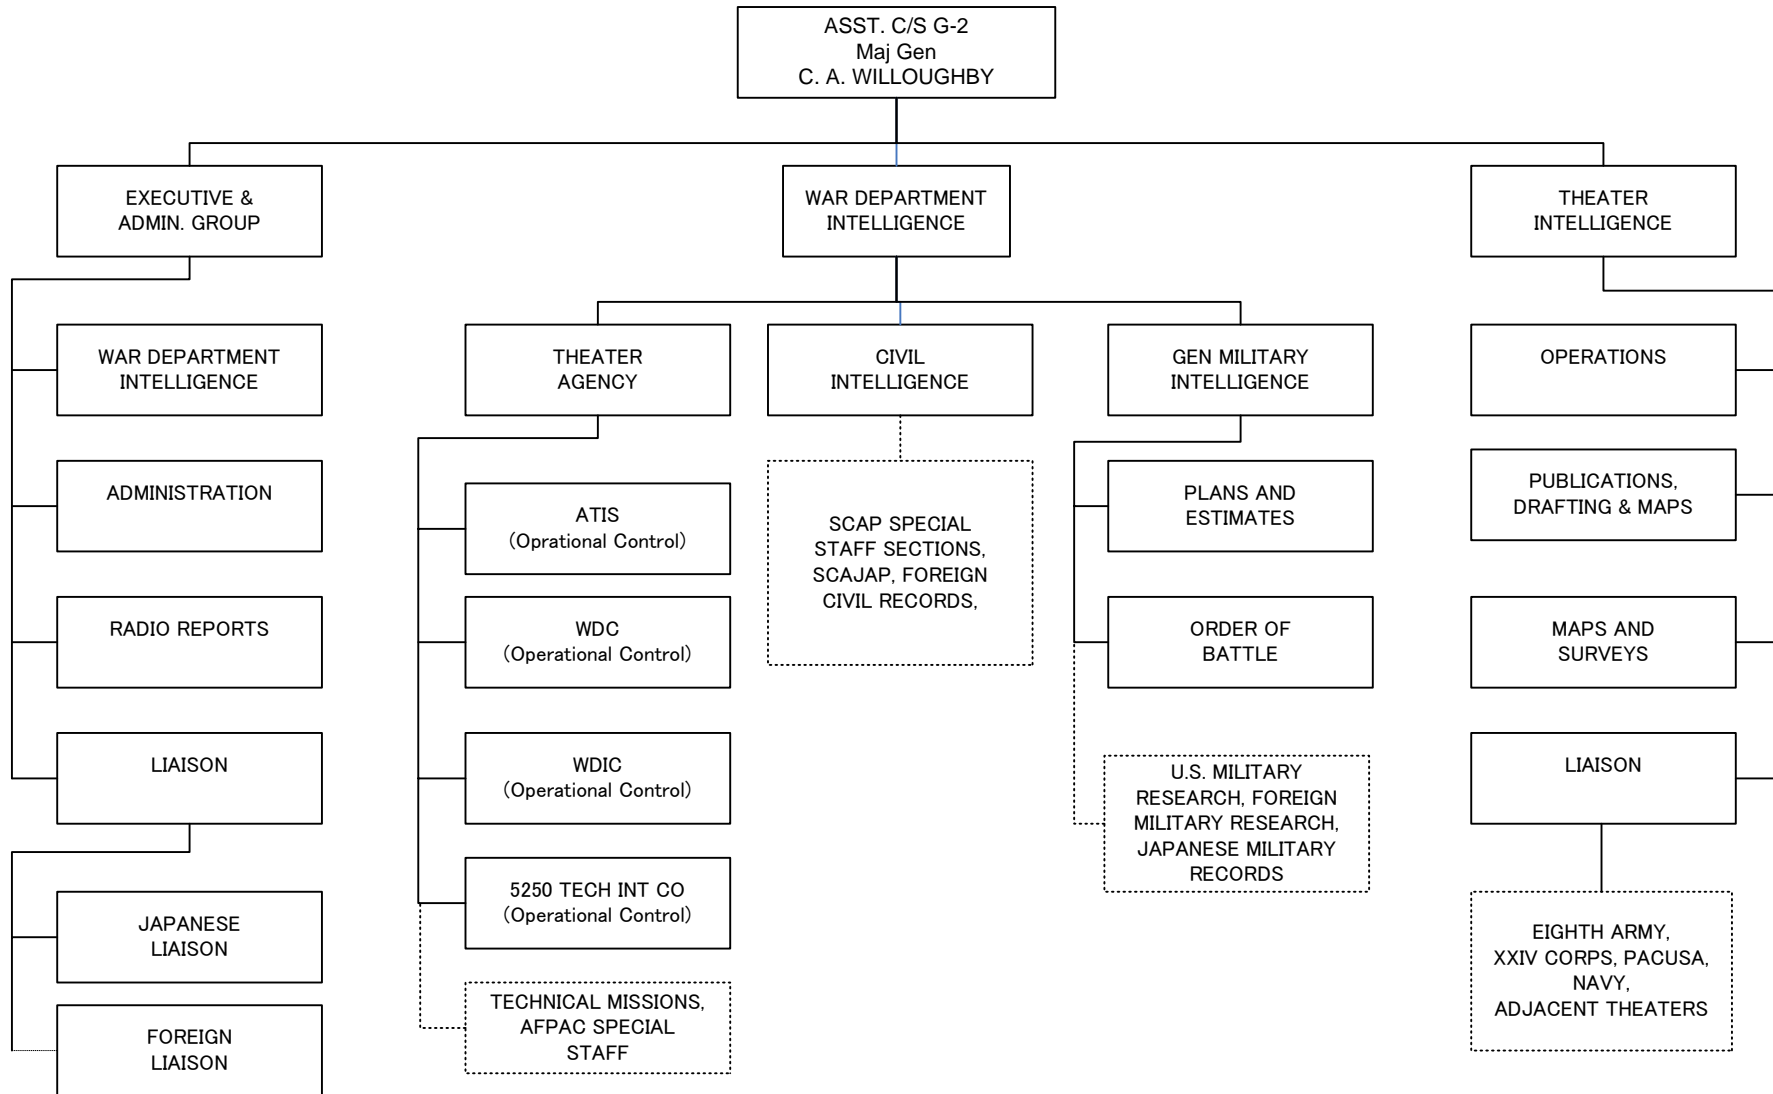 ASST. C/S G-2
Maj Gen
C. A. WILLOUGHBY
EXECUTIVE &
ADMIN. GROUP
WAR DEPARTMENT
INTELLIGENCE
THEATER
INTELLIGENCE
WAR DEPARTMENT
INTELLIGENCE
THEATER
AGENCY
CIVIL
INTELLIGENCE
GEN MILITARY
INTELLIGENCE
OPERATIONS
ADMINISTRATION
ATIS
(Oprational Control)
SCAP SPECIAL
STAFF SECTIONS,
SCAJAP, FOREIGN
CIVIL RECORDS,
PLANS AND
ESTIMATES
PUBLICATIONS,
DRAFTING & MAPS
RADIO REPORTS
WDC
(Operational Control)
ORDER OF
BATTLE
MAPS AND
SURVEYS
LIAISON
WDIC
(Operational Control)
U.S. MILITARY
RESEARCH, FOREIGN
MILITARY RESEARCH,
JAPANESE MILITARY
RECORDS
LIAISON
JAPANESE
LIAISON
5250 TECH INT CO
(Operational Control)
EIGHTH ARMY,
XXIV CORPS, PACUSA,
NAVY,
ADJACENT THEATERS
FOREIGN
LIAISON
TECHNICAL MISSIONS,
AFPAC SPECIAL
STAFF